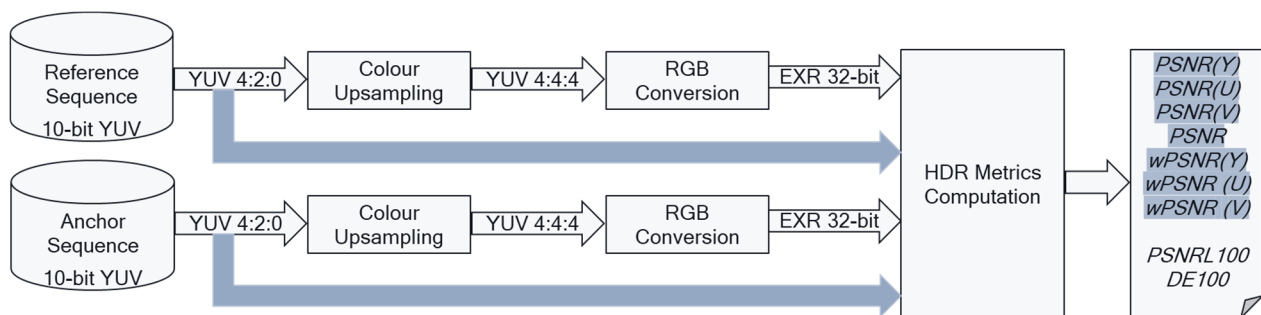 Reference
Sequence
10-bit YUV
YUV 4:2:0
Colour
Upsampling
YUV 4:4:4
RGB
Conversion
EXR 32-bit
Anchor
Sequence
10-bit YUV
YUV 4:2:0
Colour
Upsampling
YUV 4:4:4
RGB
Conversion
EXR 32-bit
HDR Metrics
Computation
PSNR(Y)
PSNR(U)
PSNR(V)
PSNR
wPSNR(Y)
wPSNR (U)
wPSNR (V)
PSNRL100
DE100